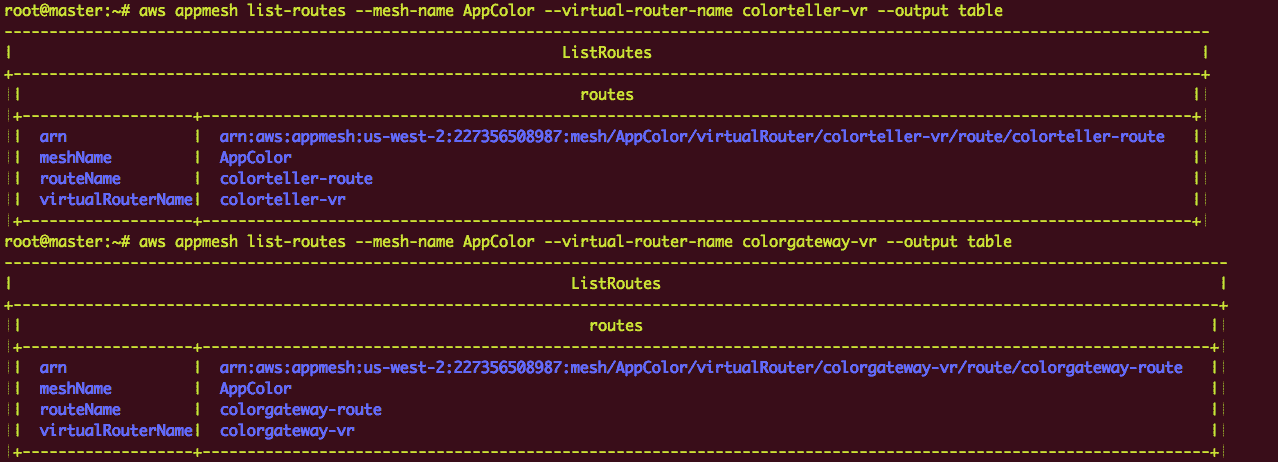 root@master:~# aws appmesh list-routes --mesh-name AppColor --virtual-router-name colorteller-vr --output table
ListRoutes
routes
arn | arn:aws:appmesh:us-west-2:227356508987:mesh/AppColor/virtualRouter/colorteller-vr/route/colorteller-route
meshName | AppColor
routeName | colorteller-route
virtualRouterName| colorteller-vr
root@master:~# aws appmesh list-routes --mesh-name AppColor --virtual-router-name colorgateway-vr --output table
ListRoutes
routes
arn | arn:aws:appmesh:us-west-2:227356508987:mesh/AppColor/virtualRouter/colorgateway-vr/route/colorgateway-route
meshName | AppColor
routeName | colorgateway-route
virtualRouterName| colorgateway-vr